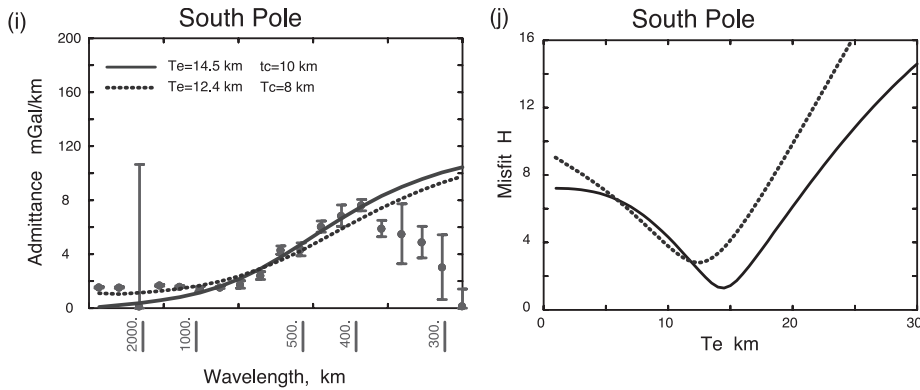 (i)
South Pole
200
160
120
80
40
0
Admittance mGal/km
Te=14.5 km tc=10 km
Te=12.4 km Tc=8 km
2000.
1000.
500.
400.
300.
Wavelength, km
(j)
South Pole
16
12
8
4
0
Misfit H
0 10 20 30
Te km